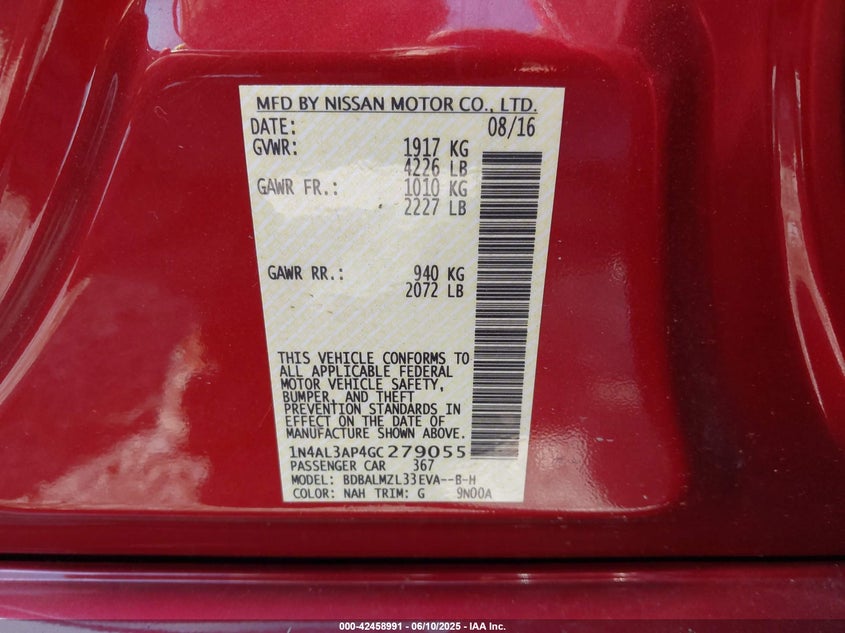 MFD BY NISSAN MOTOR CO., LTD.
DATE: 08/16
GVWR: 1917 KG
4226 LB
GAWR FR.: 1010 KG
2227 LB
GAWR RR.: 940 KG
2072 LB
THIS VEHICLE CONFORMS TO
ALL APPLICABLE FEDERAL
MOTOR VEHICLE SAFETY,
BUMPER, AND THEFT
PREVENTION STANDARDS IN
EFFECT ON THE DATE OF
MANUFACTURE SHOWN ABOVE.
1N4AL3AP4GC279055
PASSENGER CAR 367
MODEL: BDBALMZL33EVA--B-H
COLOR: NAH TRIM: G 9N00A
000-42458991 — 06/10/2025 — IAA Inc.